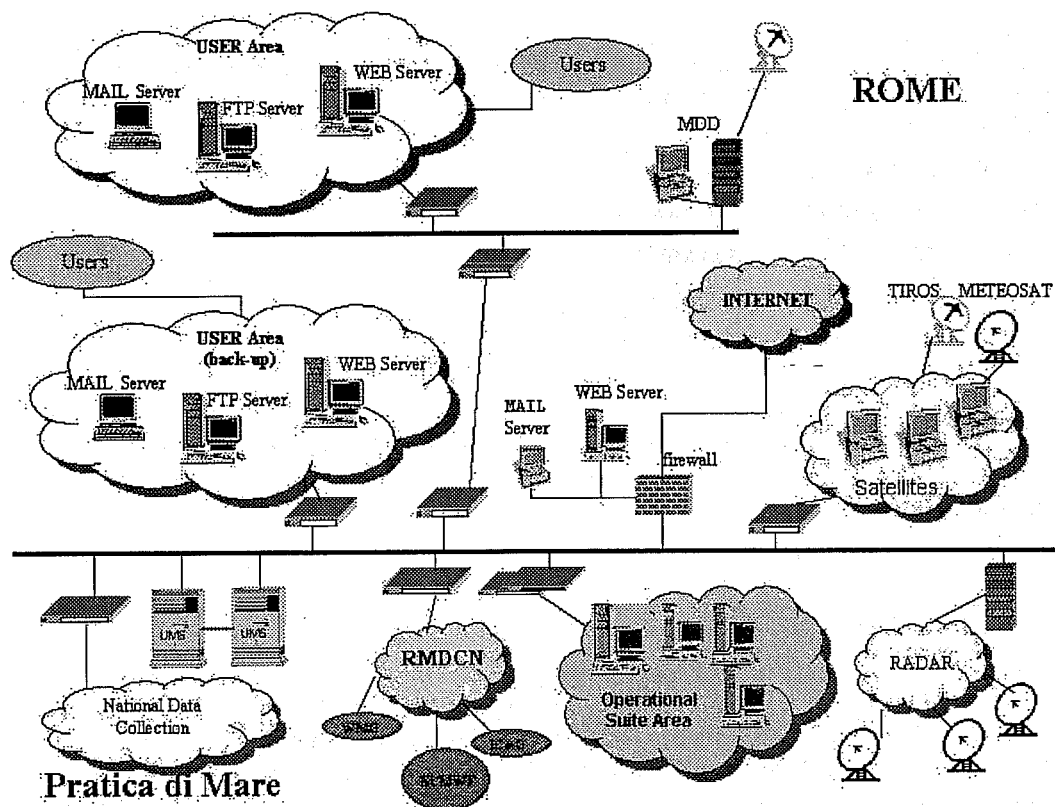 USER Area
MAIL Server
FTP Server
WEB Server
Users
MDD
ROME
Users
USER Area
(back-up)
MAIL Server
FTP Server
WEB Server
MAIL
Server
WEB Server
firewall
INTERNET
TIROS METEOSAT
Satellites
UMS
UMS
National Data
Collection
RMDCN
Operational
Suite Area
RADAR
Pratica di Mare